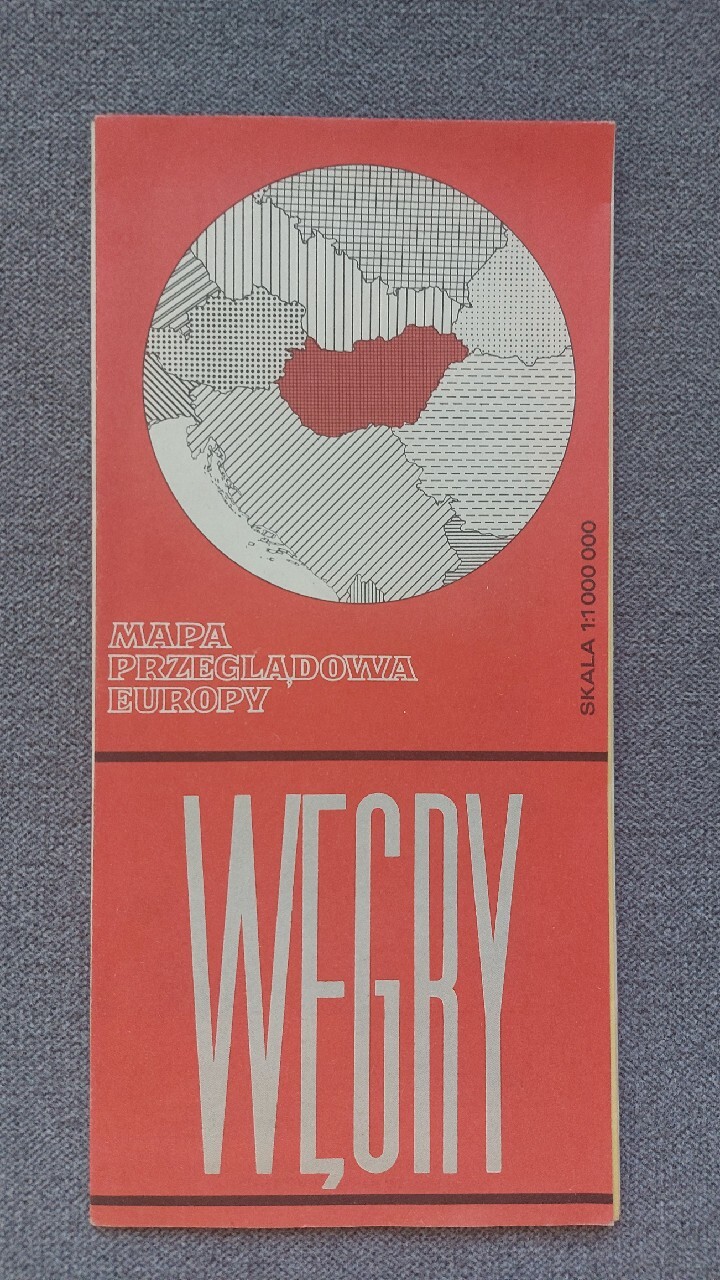 MAPA
PRZEGLĄDOWA
EUROPY
SKALA 1:1 000 000
WĘGRY